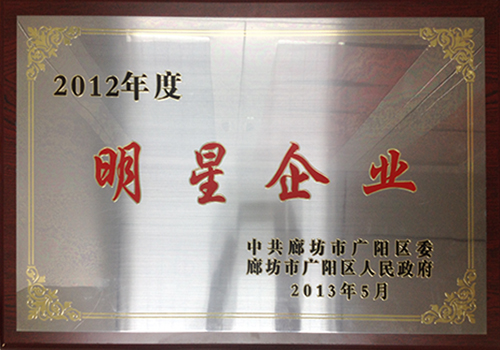 2012年度
明星企业
中共廊坊市广阳区委
廊坊市广阳区人民政府
2013年5月